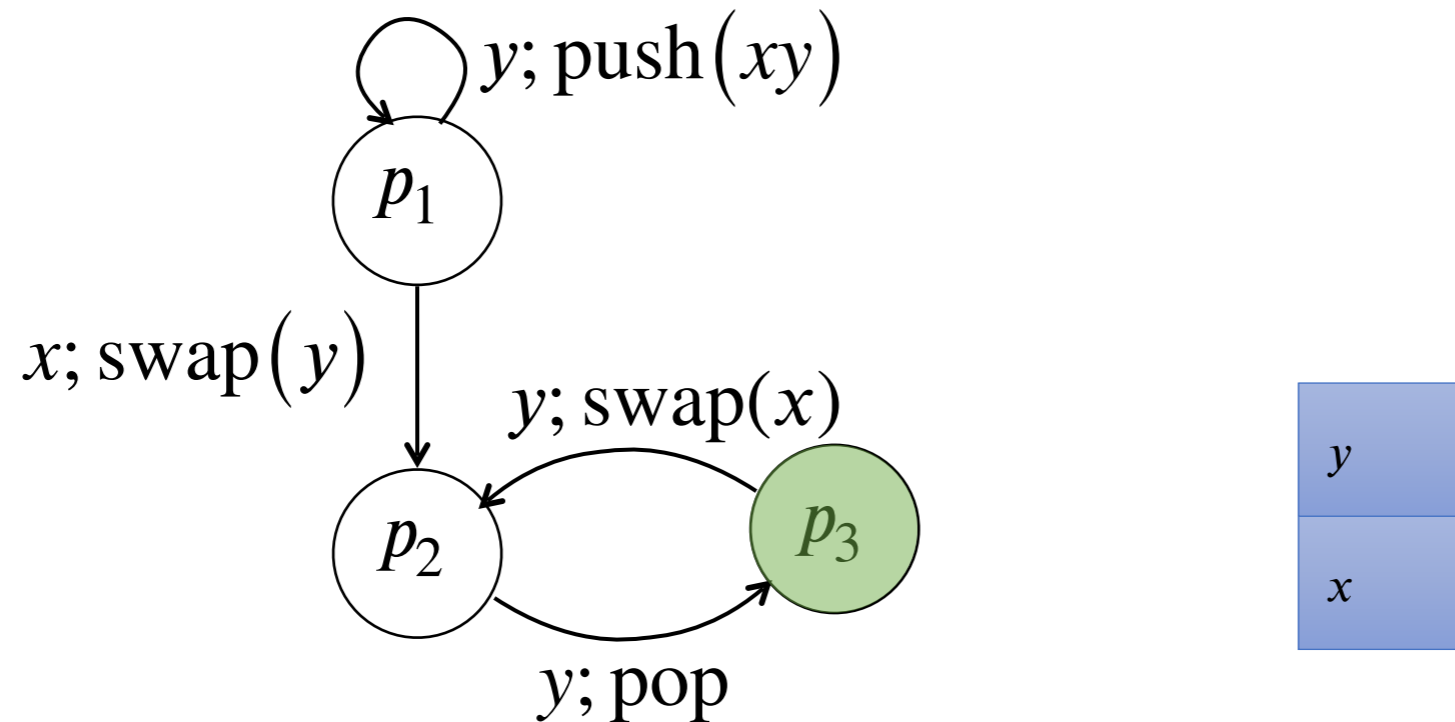 y; push(xy)
p₁
x; swap(y)
y; swap(x)
y
p₂
p₃
x
y; pop